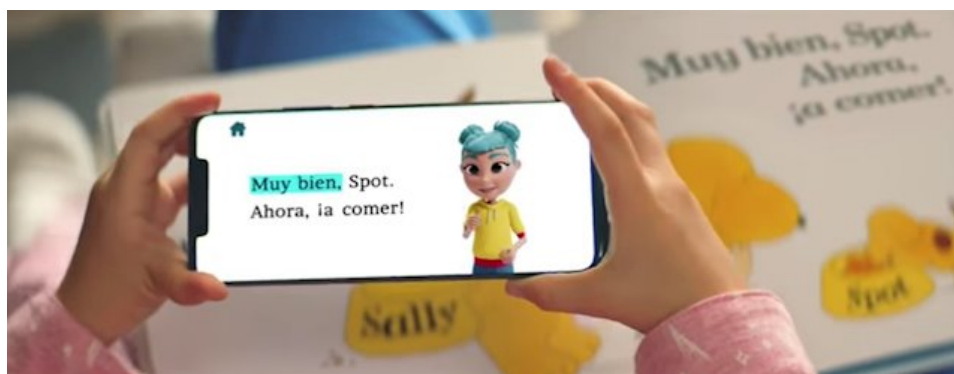 Muy bien, Spot.
Ahora, ¡a comer!
Muy bien, Spot.
Ahora,
¡a comer!
Sally
Spot